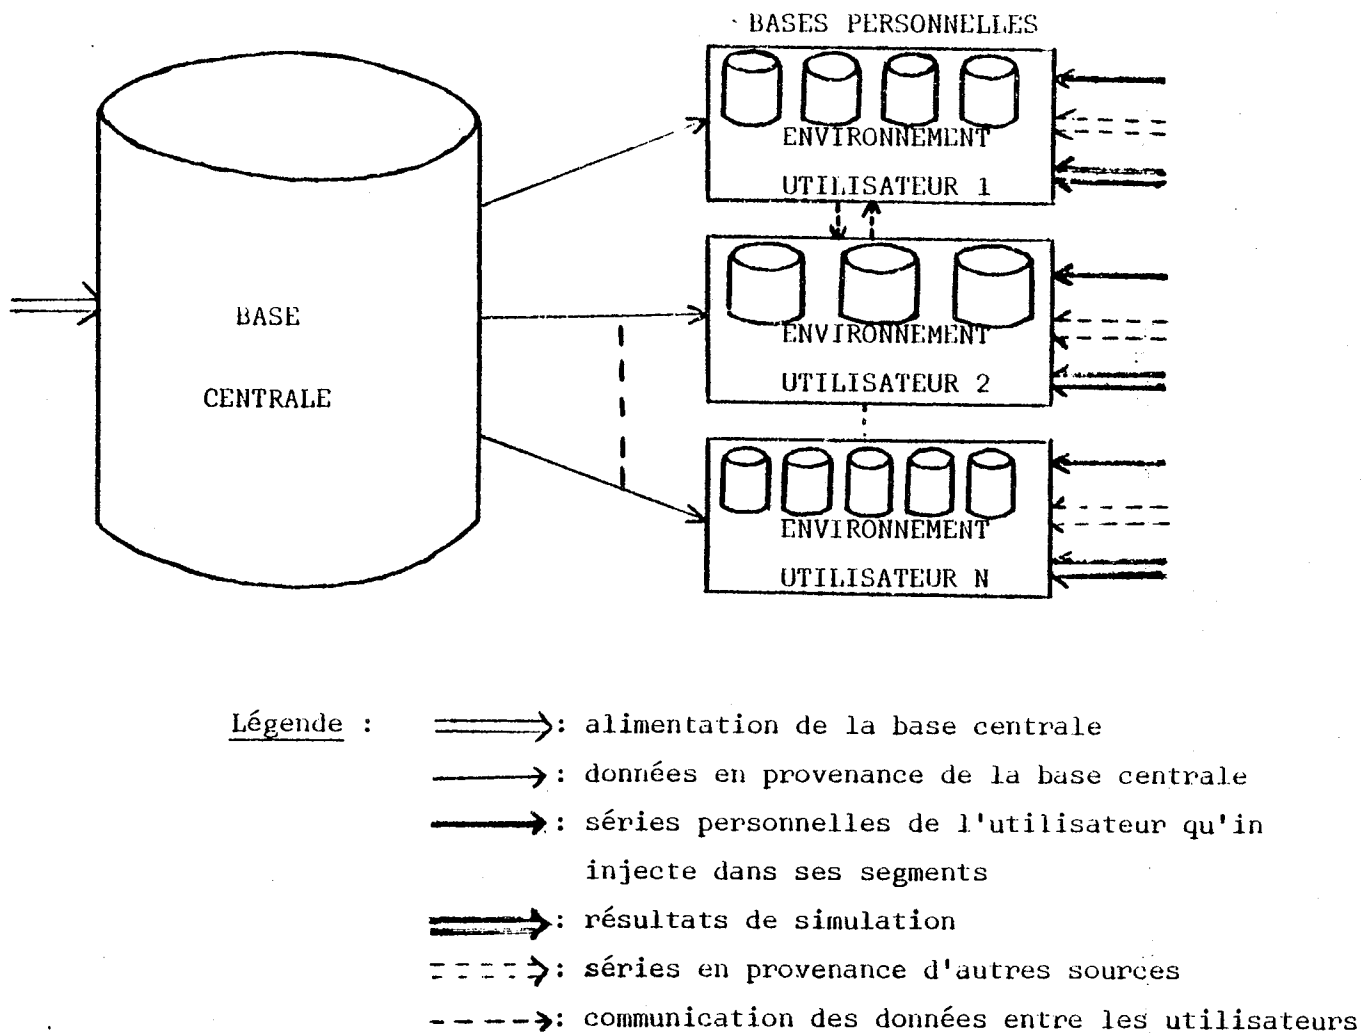 BASES PERSONNELLES
ENVIRONNEMENT
UTILISATEUR 1
BASE
CENTRALE
ENVIRONNEMENT
UTILISATEUR 2
ENVIRONNEMENT
UTILISATEUR N
Légende :
: alimentation de la base centrale
: données en provenance de la base centrale
: séries personnelles de l'utilisateur qu'in
injecte dans ses segments
: résultats de simulation
: séries en provenance d'autres sources
: communication des données entre les utilisateurs